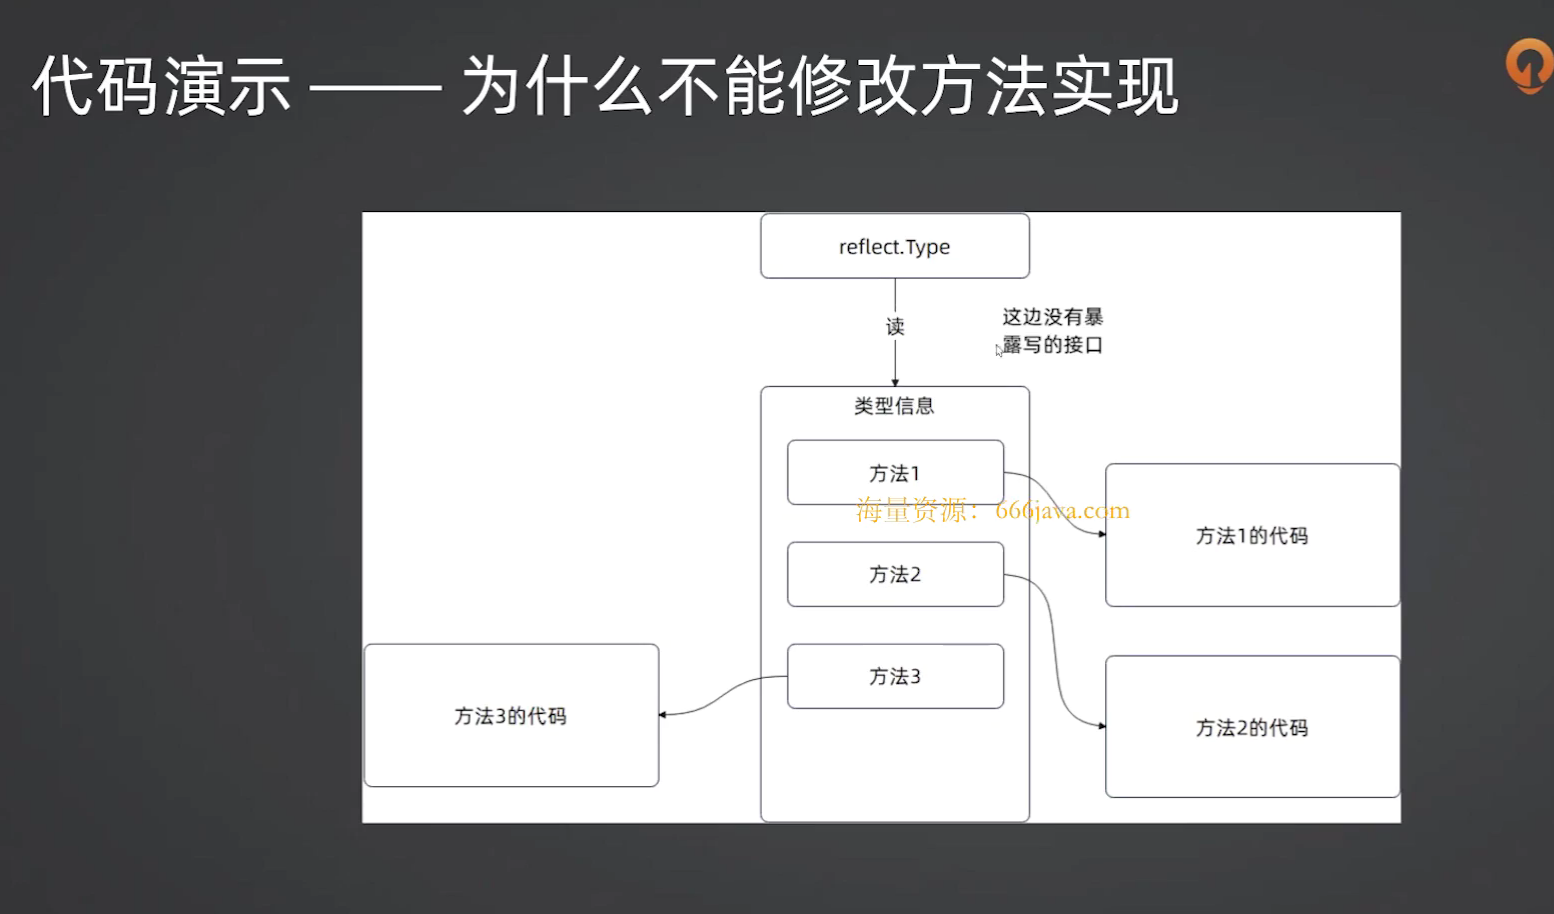 代码演示 —— 为什么不能修改方法实现
reflect.Type
读
这边没有暴
露写的接口
类型信息
方法1
海量资源：666java.com
方法1的代码
方法2
方法3
方法3的代码
方法2的代码